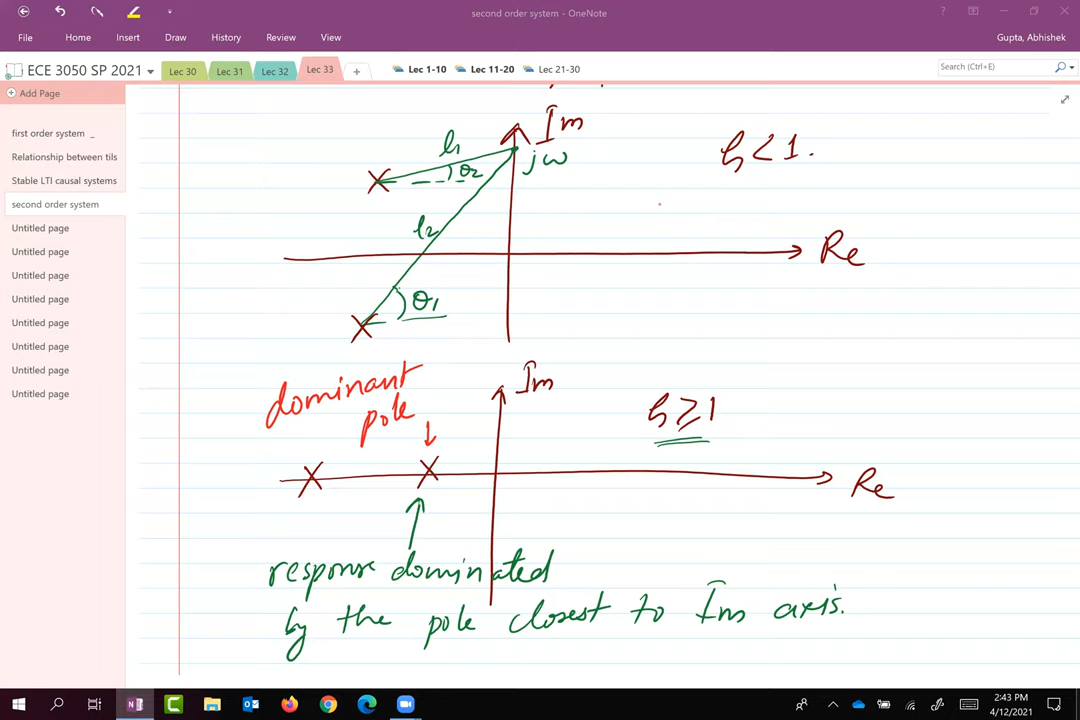 second order system - OneNote
Gupta, Abhishek
File Home Insert Draw History Review View
ECE 3050 SP 2021
Lec 30 Lec 31 Lec 32 Lec 33 Lec 1-10 Lec 11-20 Lec 21-30
Search (Ctrl+E)
Add Page
first order system _
Relationship between tils
Stable LTI causal systems
second order system
Untitled page
Untitled page
Untitled page
Untitled page
Untitled page
Untitled page
Untitled page
Untitled page
Im
l1
θ2
jω
ζ < 1.
l2
Re
θ1
dominant
pole
Im
ζ ≥ 1
Re
response dominated
by the pole closest to Im axis.
2:43 PM
4/12/2021